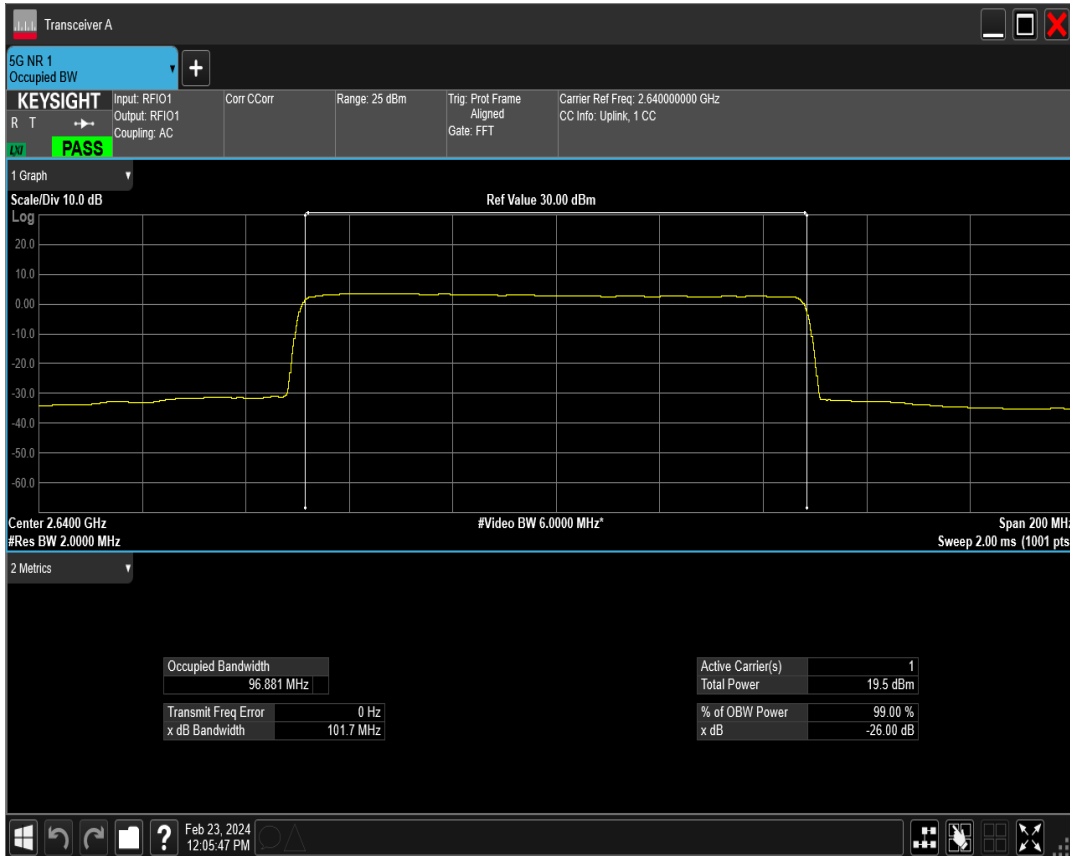 Transceiver A
5G NR 1
Occupied BW
+
KEYSIGHT
R T
LXI
PASS
Input: RFIO1
Output: RFIO1
Coupling: AC
Corr CCorr
Range: 25 dBm
Trig: Prot Frame
Aligned
Gate: FFT
Carrier Ref Freq: 2.640000000 GHz
CC Info: Uplink, 1 CC
1 Graph
Scale/Div 10.0 dB
Ref Value 30.00 dBm
Log
20.0
10.0
0.00
-10.0
-20.0
-30.0
-40.0
-50.0
-60.0
Center 2.6400 GHz
#Video BW 6.0000 MHz*
Span 200 MHz
#Res BW 2.0000 MHz
Sweep 2.00 ms (1001 pts
2 Metrics
Occupied Bandwidth
96.881 MHz
Transmit Freq Error 0 Hz
x dB Bandwidth 101.7 MHz
Active Carrier(s) 1
Total Power 19.5 dBm
% of OBW Power 99.00 %
x dB -26.00 dB
?
Feb 23, 2024
12:05:47 PM